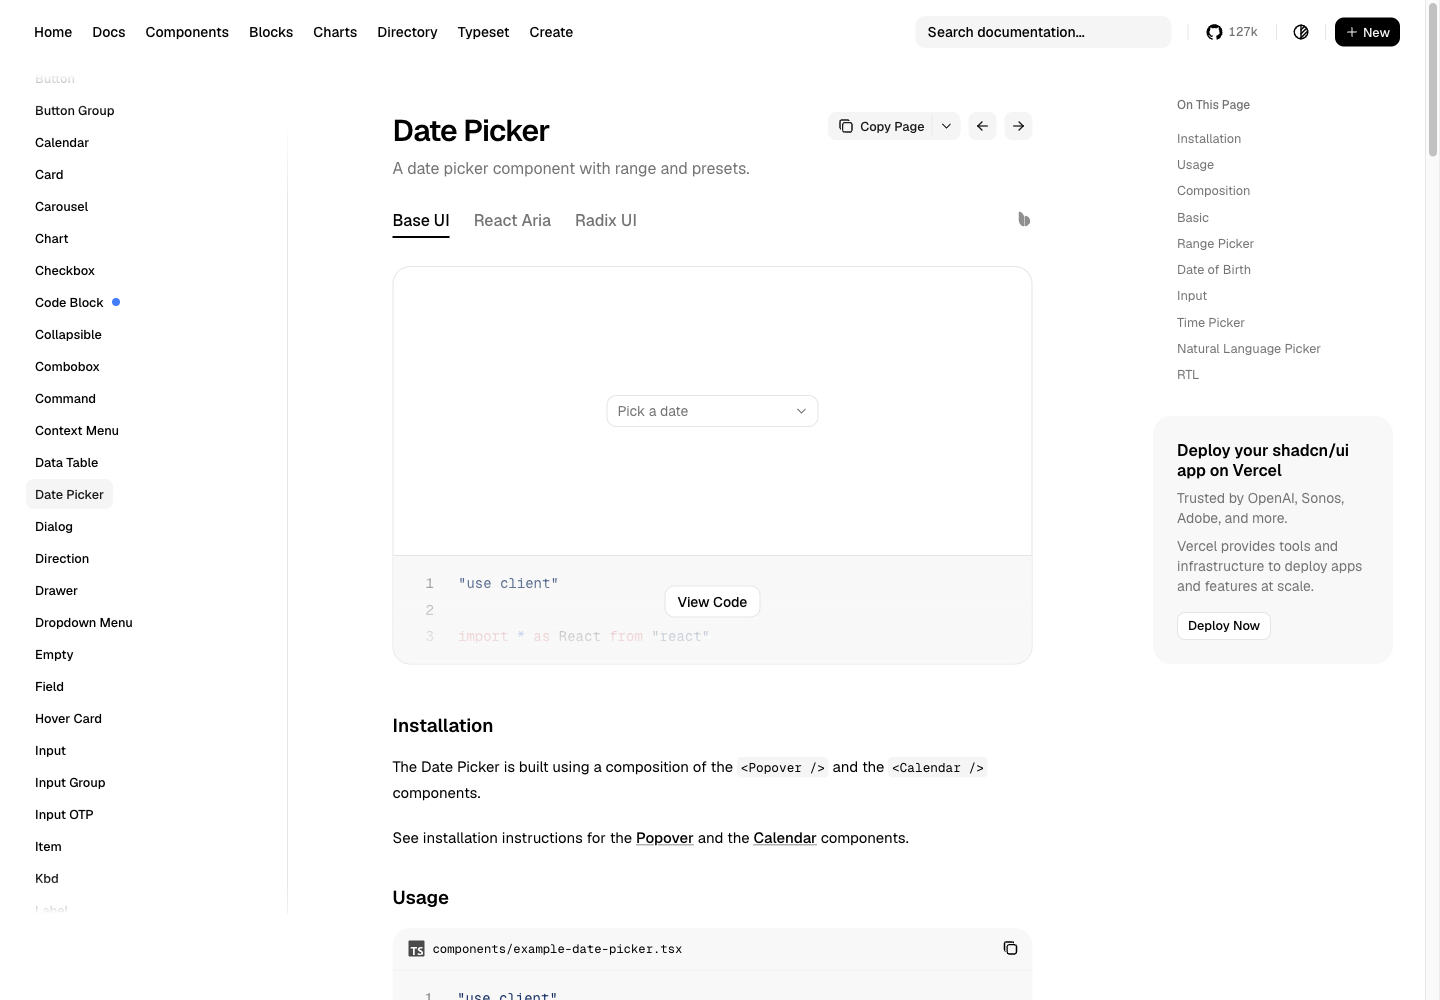 Home Docs Components Blocks Charts Directory Typeset Create
Search documentation...
127k
New
Button
Button Group
Calendar
Card
Carousel
Chart
Checkbox
Code Block
Collapsible
Combobox
Command
Context Menu
Data Table
Date Picker
Dialog
Direction
Drawer
Dropdown Menu
Empty
Field
Hover Card
Input
Input Group
Input OTP
Item
Kbd
Label
Date Picker
Copy Page
A date picker component with range and presets.
Base UI React Aria Radix UI
Pick a date
1 "use client"
2
View Code
3 import * as React from "react"
Installation
The Date Picker is built using a composition of the <Popover /> and the <Calendar />
components.
See installation instructions for the Popover and the Calendar components.
Usage
TS components/example-date-picker.tsx
1 "use client"
On This Page
Installation
Usage
Composition
Basic
Range Picker
Date of Birth
Input
Time Picker
Natural Language Picker
RTL
Deploy your shadcn/ui
app on Vercel
Trusted by OpenAI, Sonos,
Adobe, and more.
Vercel provides tools and
infrastructure to deploy apps
and features at scale.
Deploy Now